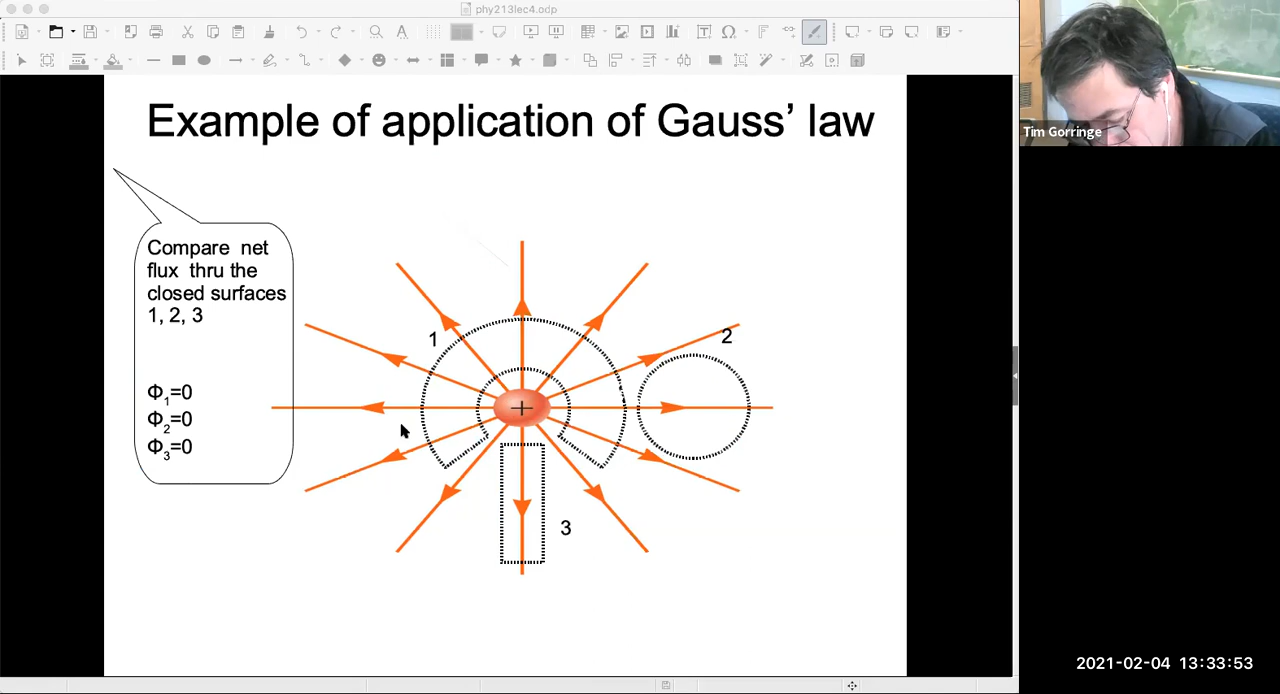 phy213lec4.odp
Example of application of Gauss’ law
Compare net
flux thru the
closed surfaces
1, 2, 3
Φ1=0
Φ2=0
Φ3=0
1
2
3
+
Tim Gorringe
2021-02-04 13:33:53